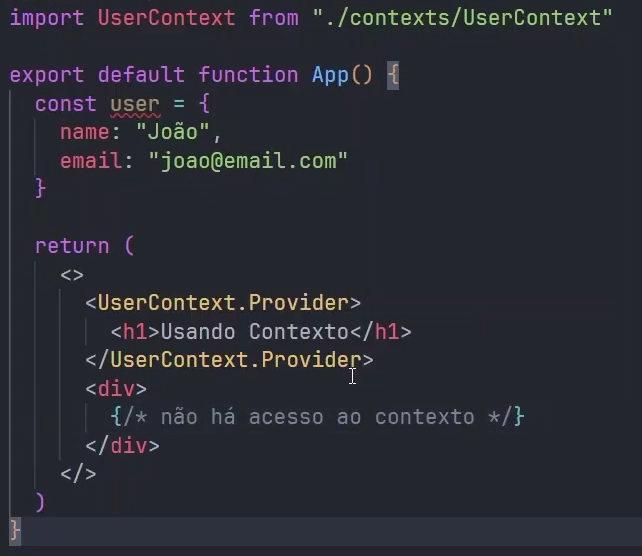 import UserContext from "./contexts/UserContext"
export default function App() {
const user = {
name: "João",
email: "joao@email.com"
}
return (
<>
<UserContext.Provider>
<h1>Usando Contexto</h1>
</UserContext.Provider>
<div>
{/* não há acesso ao contexto */}
</div>
</>
)
}